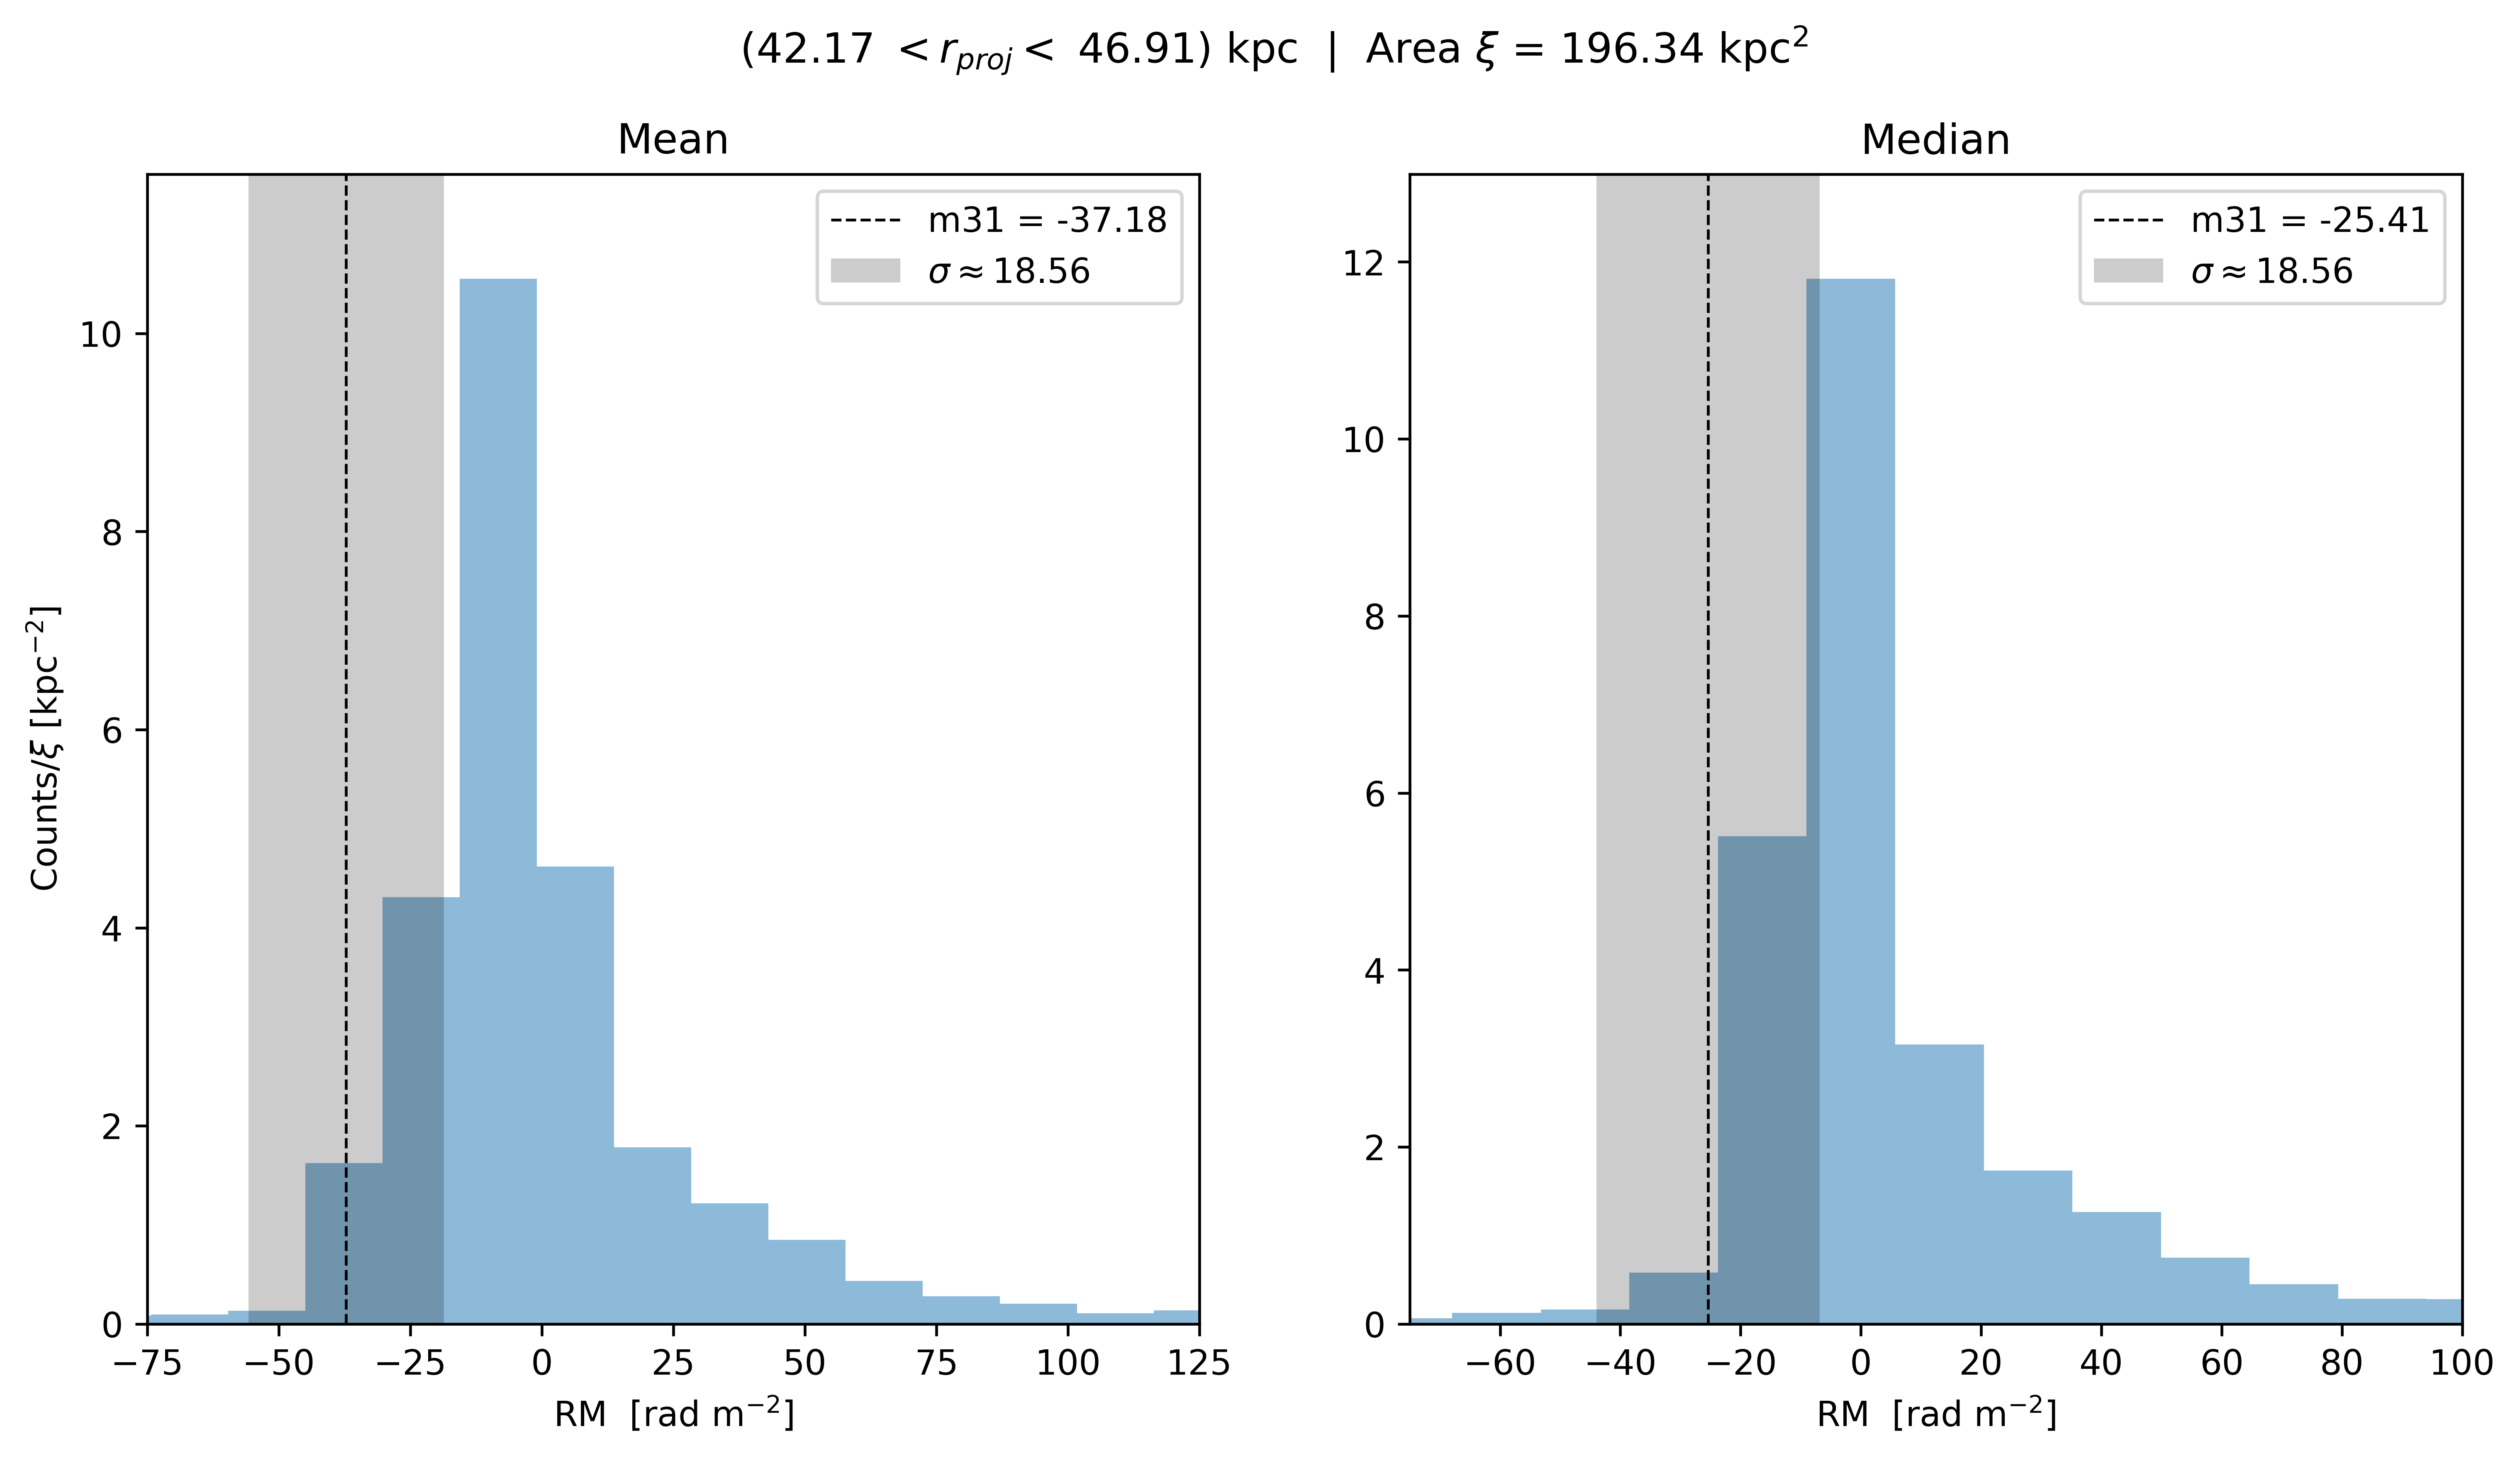 (42.17 < r_proj < 46.91) kpc | Area ξ = 196.34 kpc²
Mean
m31 = -37.18
σ ≈ 18.56
10
8
6
4
2
0
Counts/ξ [kpc⁻²]
−75 −50 −25 0 25 50 75 100 125
RM [rad m⁻²]
Median
m31 = -25.41
σ ≈ 18.56
12
10
8
6
4
2
0
−60 −40 −20 0 20 40 60 80 100
RM [rad m⁻²]